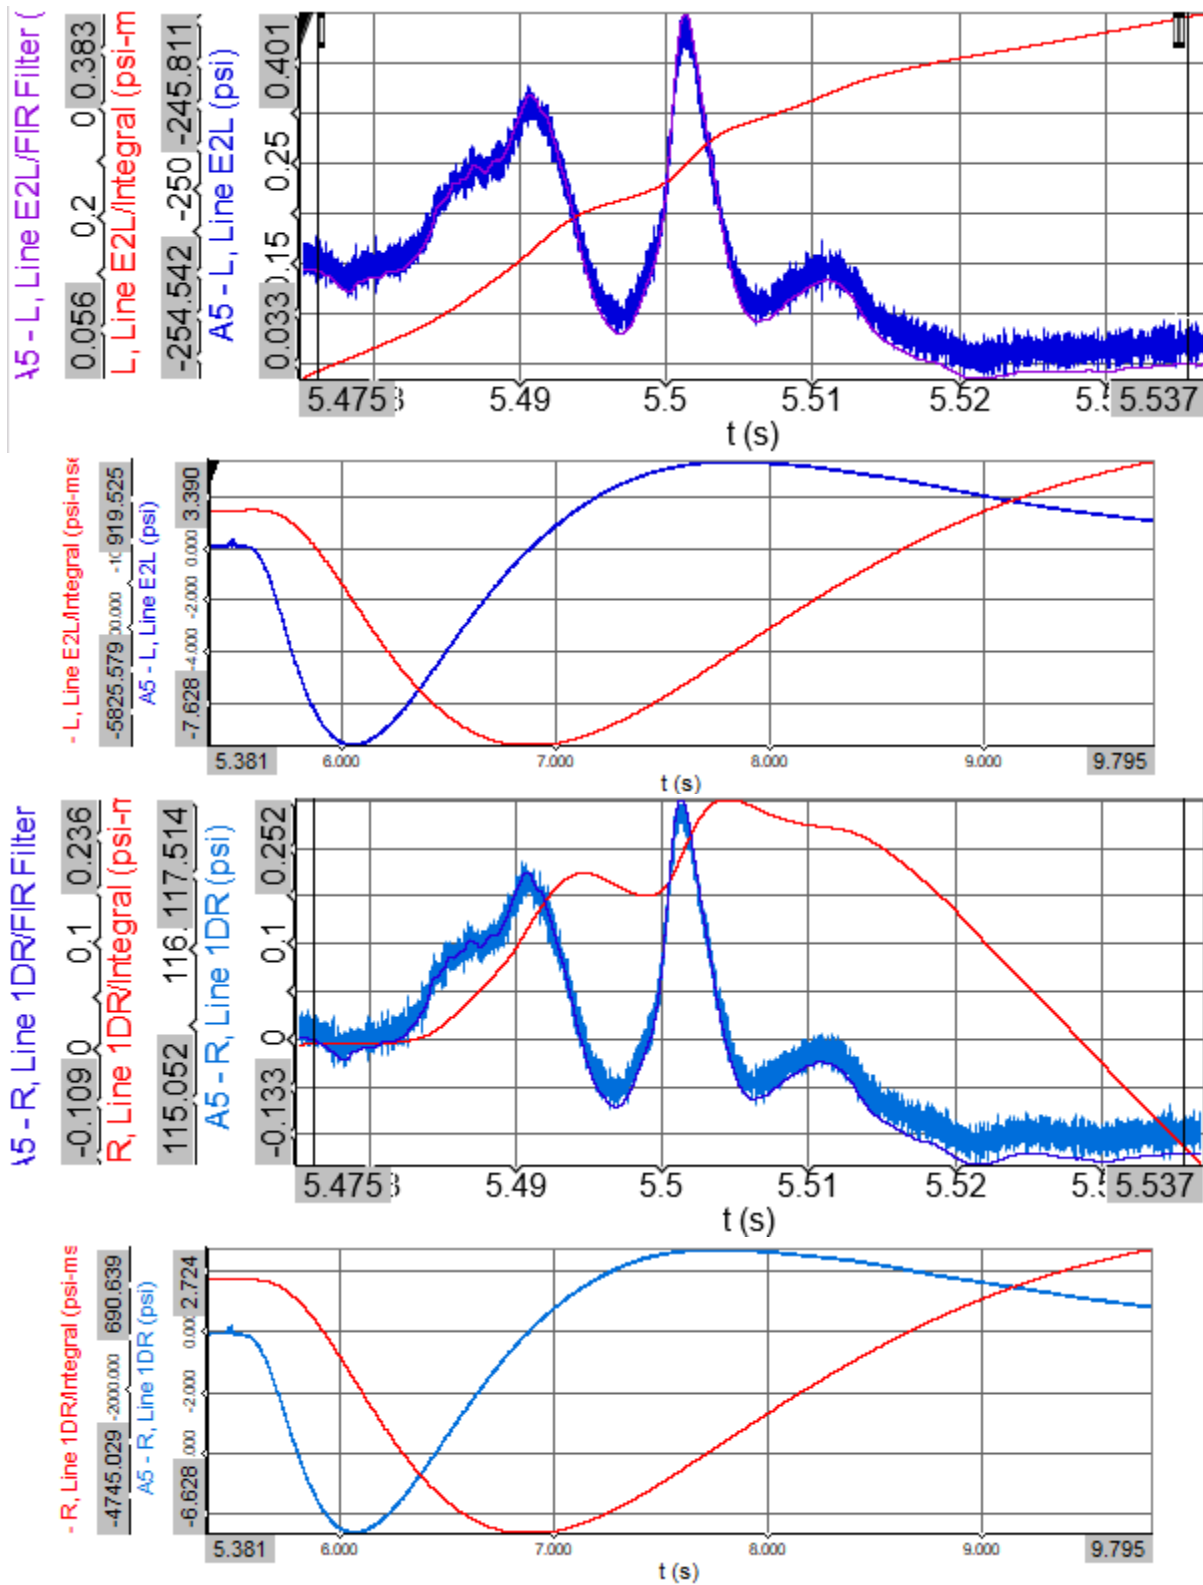 A5 - L, Line E2L/FIR Filter (
0.056 0.2 0 0.383
L, Line E2L/Integral (psi-m
-254.542 -250 -245.811
A5 - L, Line E2L (psi)
0.033 0.15 0.25 0.401
5.475 5.49 5.5 5.51 5.52 5.537
t (s)
- L, Line E2L/Integral (psi-mse
-5825.579 00.000 -10 919.525
A5 - L, Line E2L (psi)
-7.628 -4.000 -2.000 0.000 3.390
5.381 6.000 7.000 8.000 9.000 9.795
t (s)
A5 - R, Line 1DR/FIR Filter
-0.109 0 0.1 0.236
R, Line 1DR/Integral (psi-m
115.052 116. 117.514
A5 - R, Line 1DR (psi)
-0.133 0 0.1 0.252
5.475 5.49 5.5 5.51 5.52 5.537
t (s)
- R, Line 1DR/Integral (psi-ms
-4745.029 -2000.000 690.639
A5 - R, Line 1DR (psi)
-6.628 .000 -2.000 0.000 2.724
5.381 6.000 7.000 8.000 9.000 9.795
t (s)